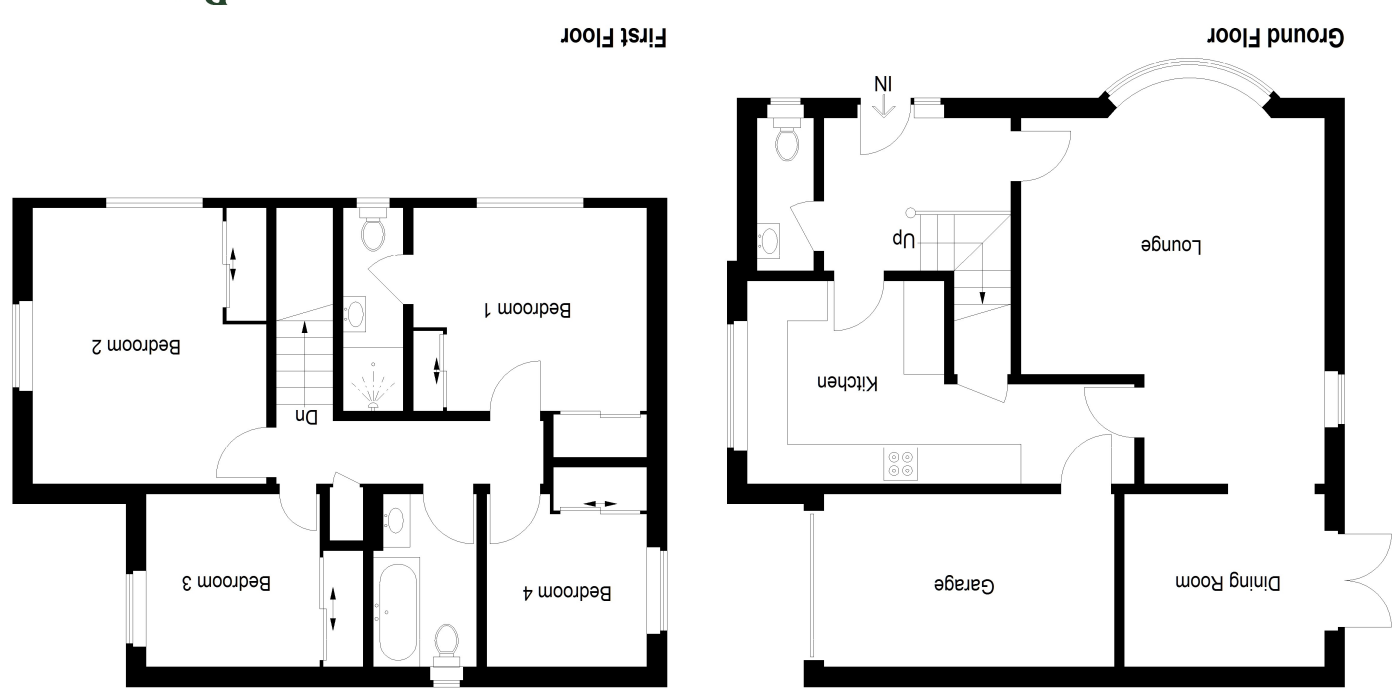 Dining Room
Garage
Kitchen
Lounge
Up
IN
Ground Floor
Bedroom 4
Bedroom 3
Dn
Bedroom 1
Bedroom 2
First Floor